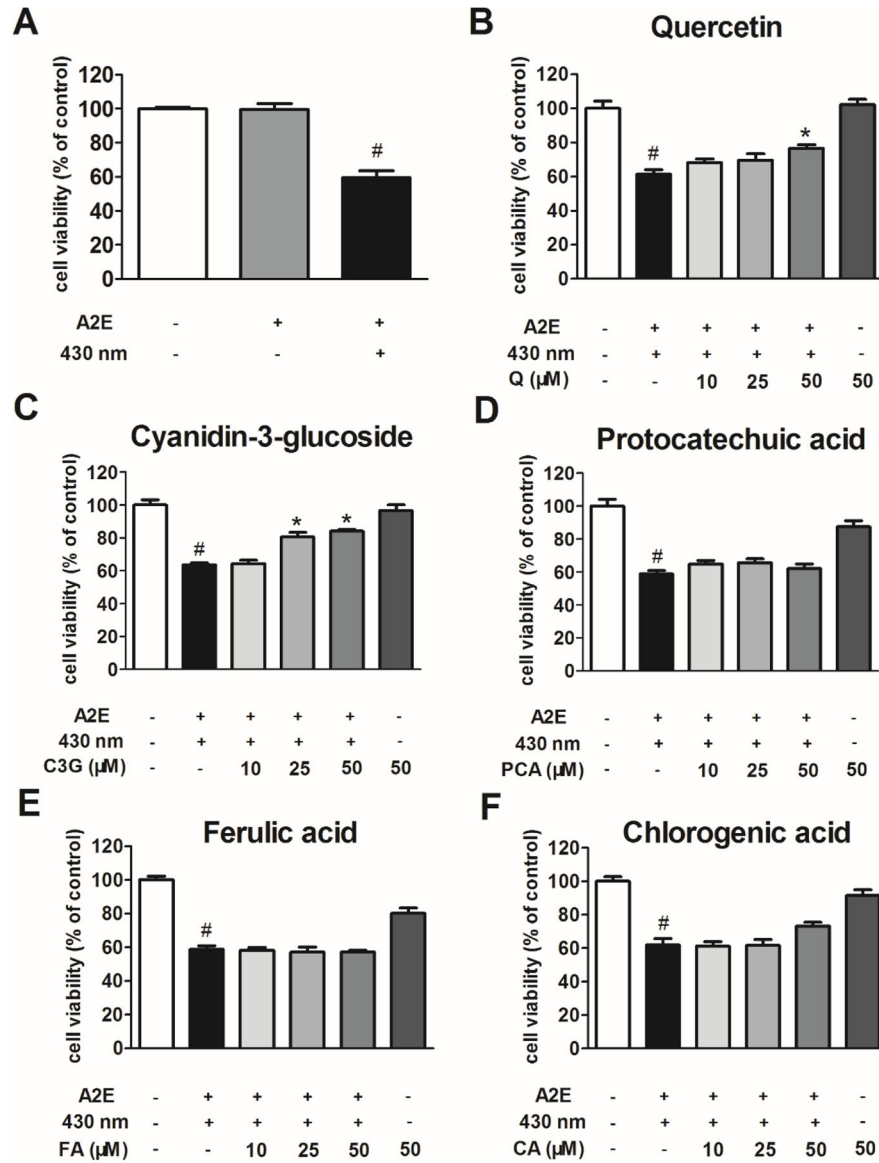 A
cell viability (% of control)
120
100
80
60
40
20
0
#
A2E - + +
430 nm - - +
B
Quercetin
cell viability (% of control)
120
100
80
60
40
20
0
#
*
A2E - + + + + -
430 nm - + + + + -
Q (µM) - - 10 25 50 50
C
Cyanidin-3-glucoside
cell viability (% of control)
120
100
80
60
40
20
0
#
* *
A2E - + + + + -
430 nm - + + + + -
C3G (µM) - - 10 25 50 50
D
Protocatechuic acid
cell viability (% of control)
120
100
80
60
40
20
0
#
A2E - + + + + -
430 nm - + + + + -
PCA (µM) - - 10 25 50 50
E
Ferulic acid
cell viability (% of control)
120
100
80
60
40
20
0
#
A2E - + + + + -
430 nm - + + + + -
FA (µM) - - 10 25 50 50
F
Chlorogenic acid
cell viability (% of control)
120
100
80
60
40
20
0
#
A2E - + + + + -
430 nm - + + + + -
CA (µM) - - 10 25 50 50